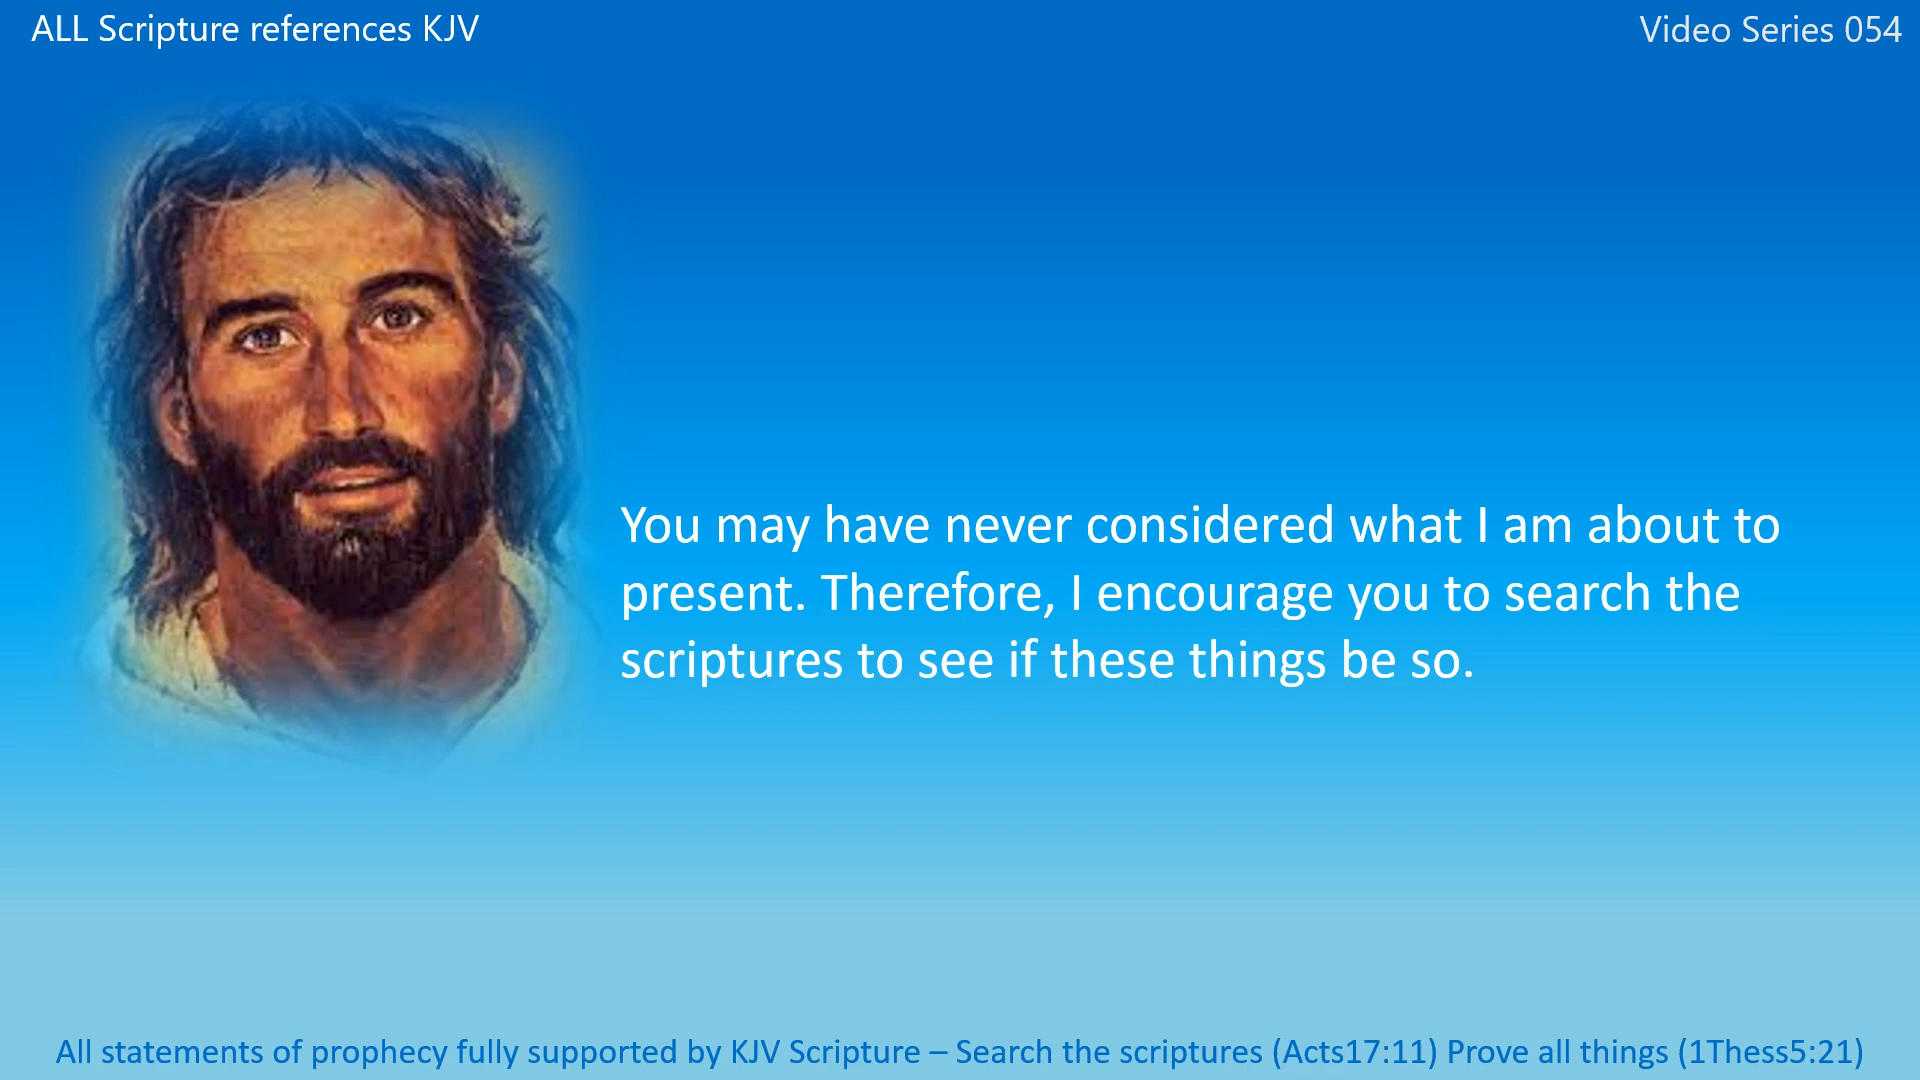 ALL Scripture references KJV
Video Series 054
You may have never considered what I am about to
present. Therefore, I encourage you to search the
scriptures to see if these things be so.
All statements of prophecy fully supported by KJV Scripture – Search the scriptures (Acts17:11) Prove all things (1Thess5:21)